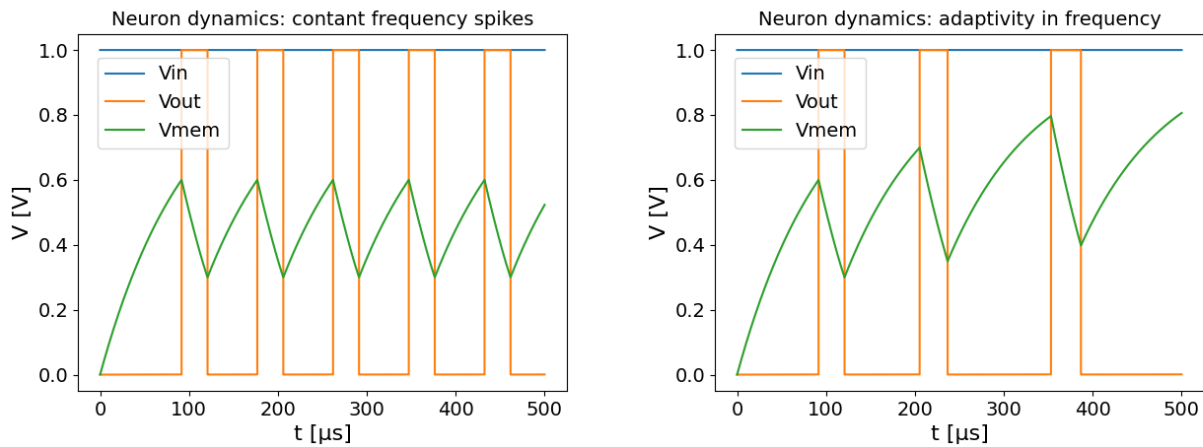 Neuron dynamics: contant frequency spikes
1.0
0.8
0.6
0.4
0.2
0.0
V [V]
Vin
Vout
Vmem
0 100 200 300 400 500
t [µs]
Neuron dynamics: adaptivity in frequency
1.0
0.8
0.6
0.4
0.2
0.0
V [V]
Vin
Vout
Vmem
0 100 200 300 400 500
t [µs]